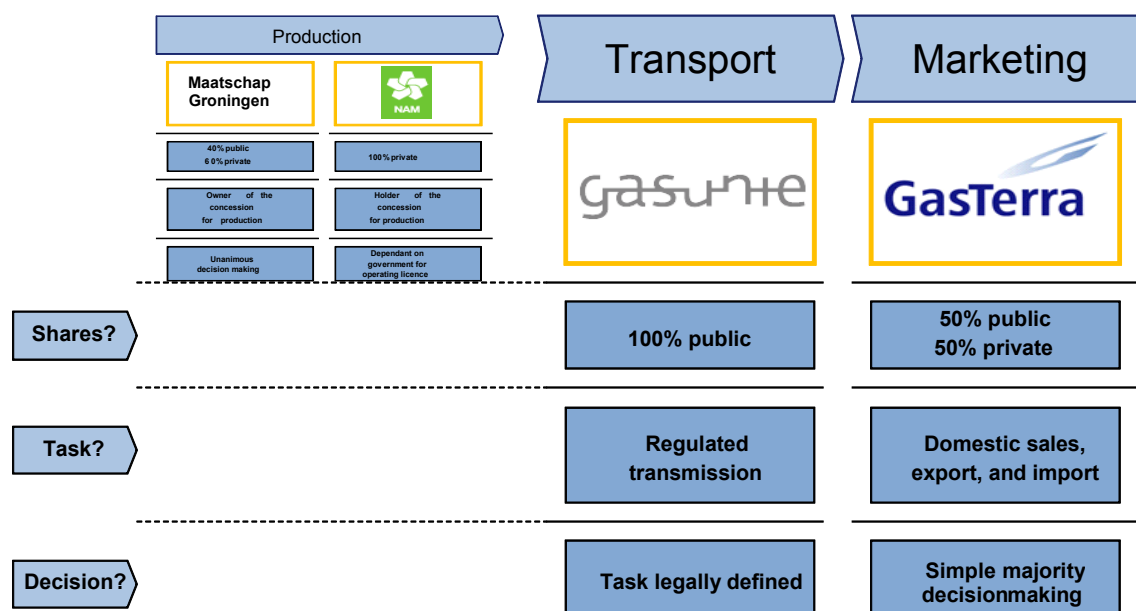 Production
Transport
Marketing
Maatschap
Groningen
NAM
gasunie
GasTerra
40% public
6 0% private
100% private
Owner of the
concession
for production
Holder of the
concession
for production
Unanimous
decision making
Dependant on
government for
operating licence
Shares?
100% public
50% public
50% private
Task?
Regulated
transmission
Domestic sales,
export, and import
Decision?
Task legally defined
Simple majority
decisionmaking